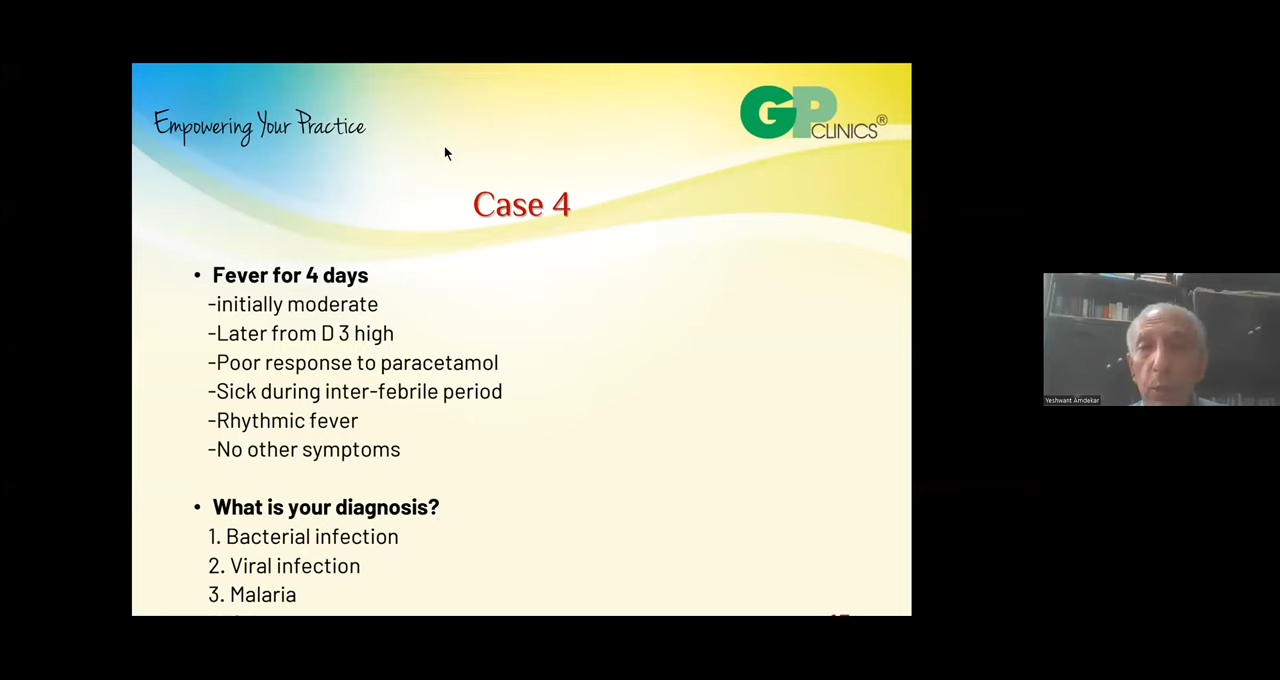 Empowering Your Practice
GP CLINICS®
Case 4
• Fever for 4 days
-initially moderate
-Later from D 3 high
-Poor response to paracetamol
-Sick during inter-febrile period
-Rhythmic fever
-No other symptoms
• What is your diagnosis?
1. Bacterial infection
2. Viral infection
3. Malaria
Yeshwant Amdekar